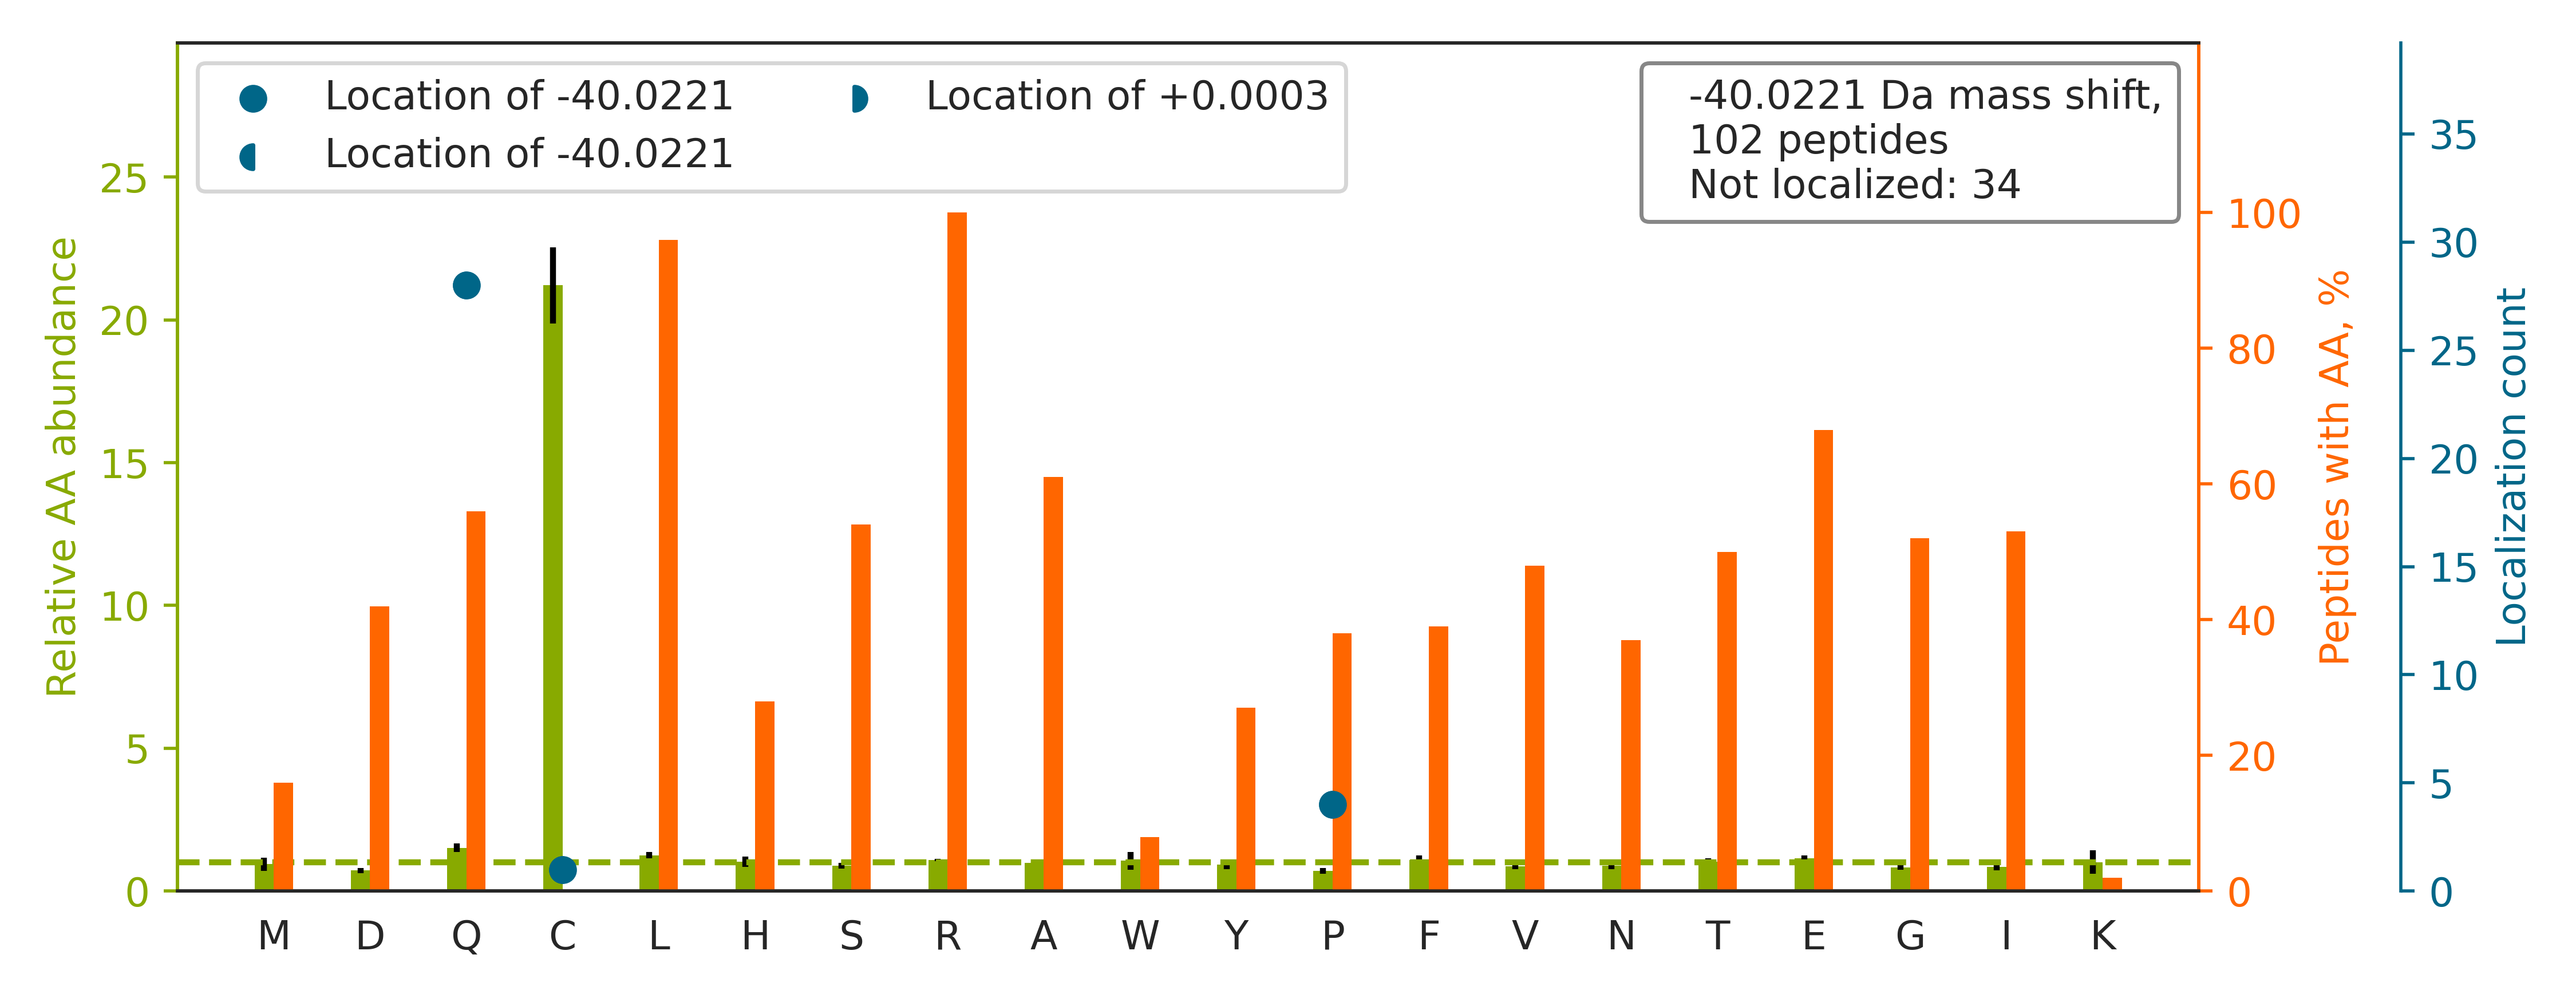 Location of -40.0221
Location of -40.0221
Location of +0.0003
-40.0221 Da mass shift,
102 peptides
Not localized: 34
Relative AA abundance
25
20
15
10
5
0
M D Q C L H S R A W Y P F V N T E G I K
100
80
60
40
20
0
Peptides with AA, %
35
30
25
20
15
10
5
0
Localization count